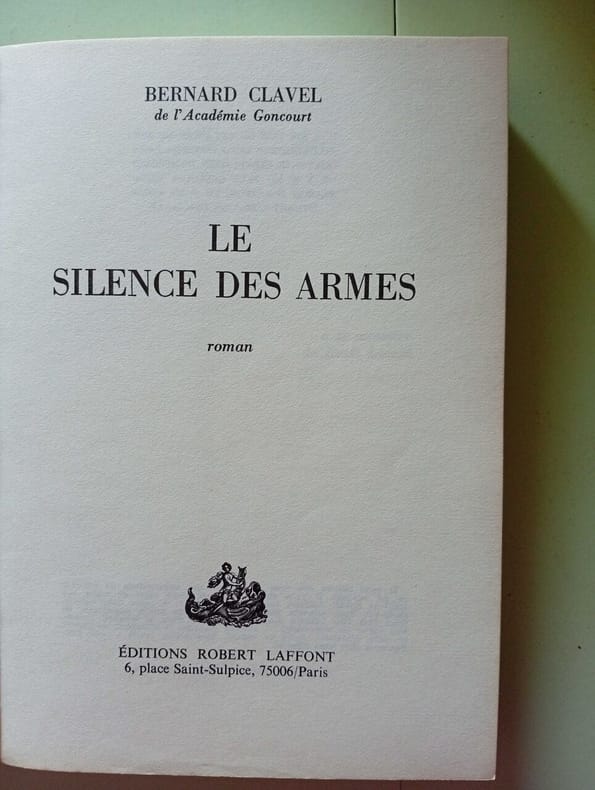 BERNARD CLAVEL
de l'Académie Goncourt
LE
SILENCE DES ARMES
roman
ÉDITIONS ROBERT LAFFONT
6, place Saint-Sulpice, 75006/Paris